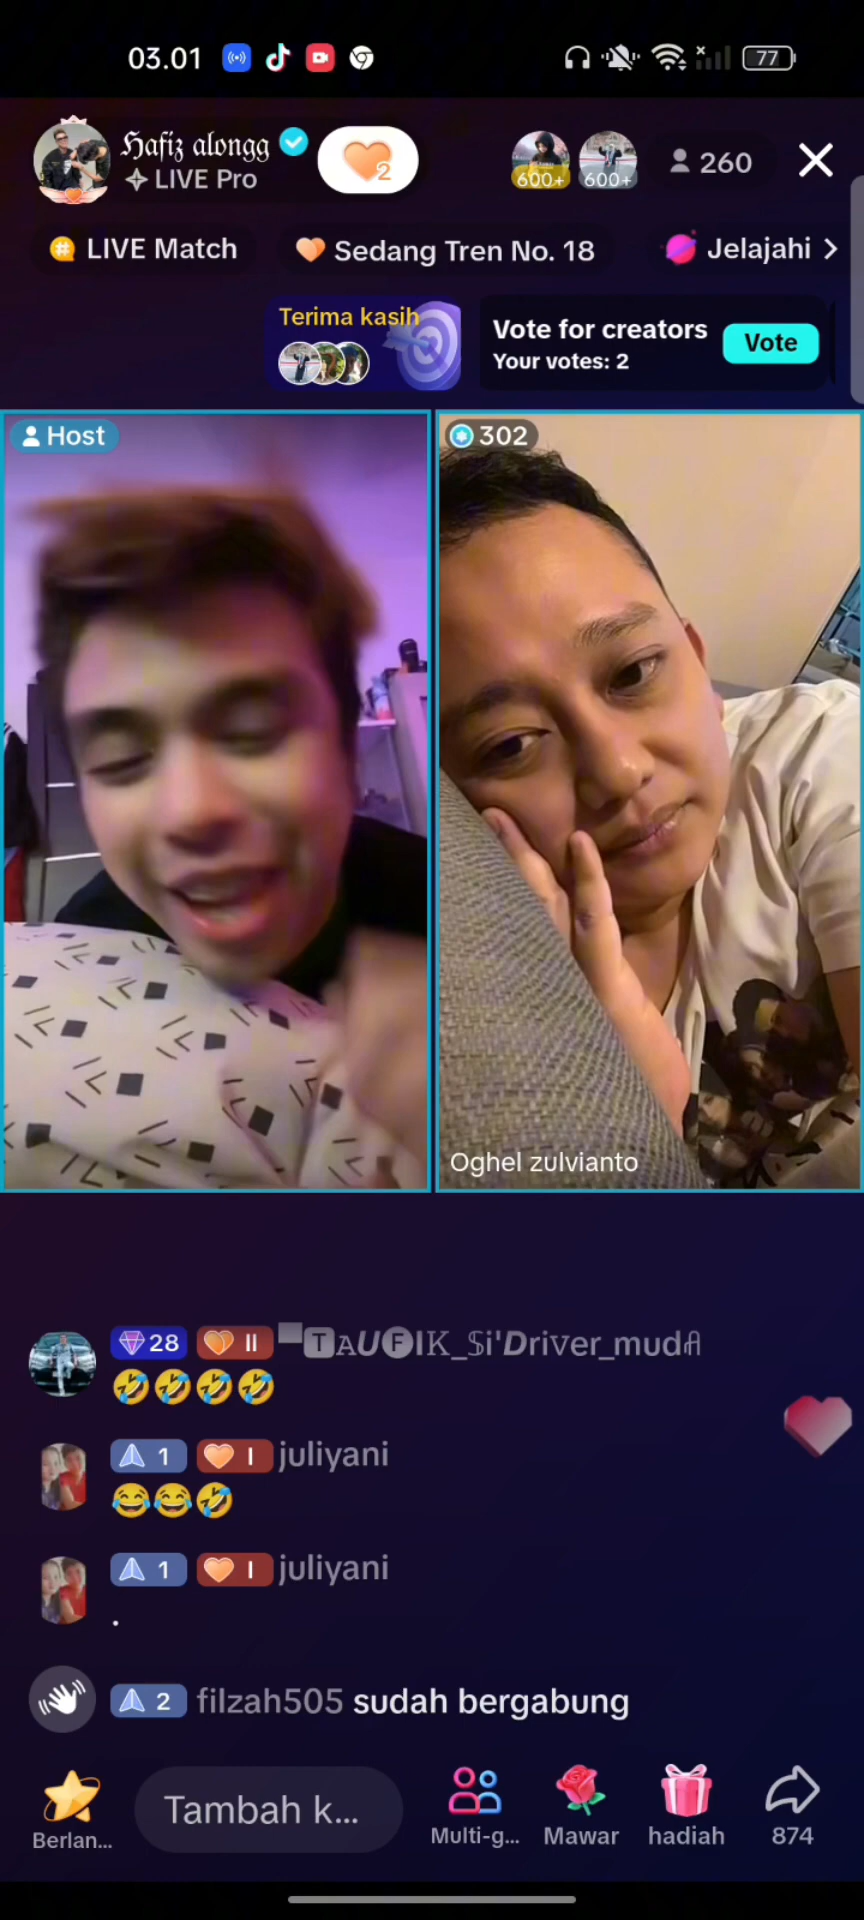 03.01
77
Hafiz alongg
LIVE Pro
2
600+
600+
260
LIVE Match
Sedang Tren No. 18
Jelajahi
Terima kasih
Vote for creators
Your votes: 2
Vote
Host
302
Oghel zulvianto
28 II TAUFIK_Si'Driver_mudA
🤣🤣🤣🤣
1 I juliyani
😂😂🤣
1 I juliyani
.
2 filzah505 sudah bergabung
Berlan...
Tambah k...
Multi-g...
Mawar
hadiah
874